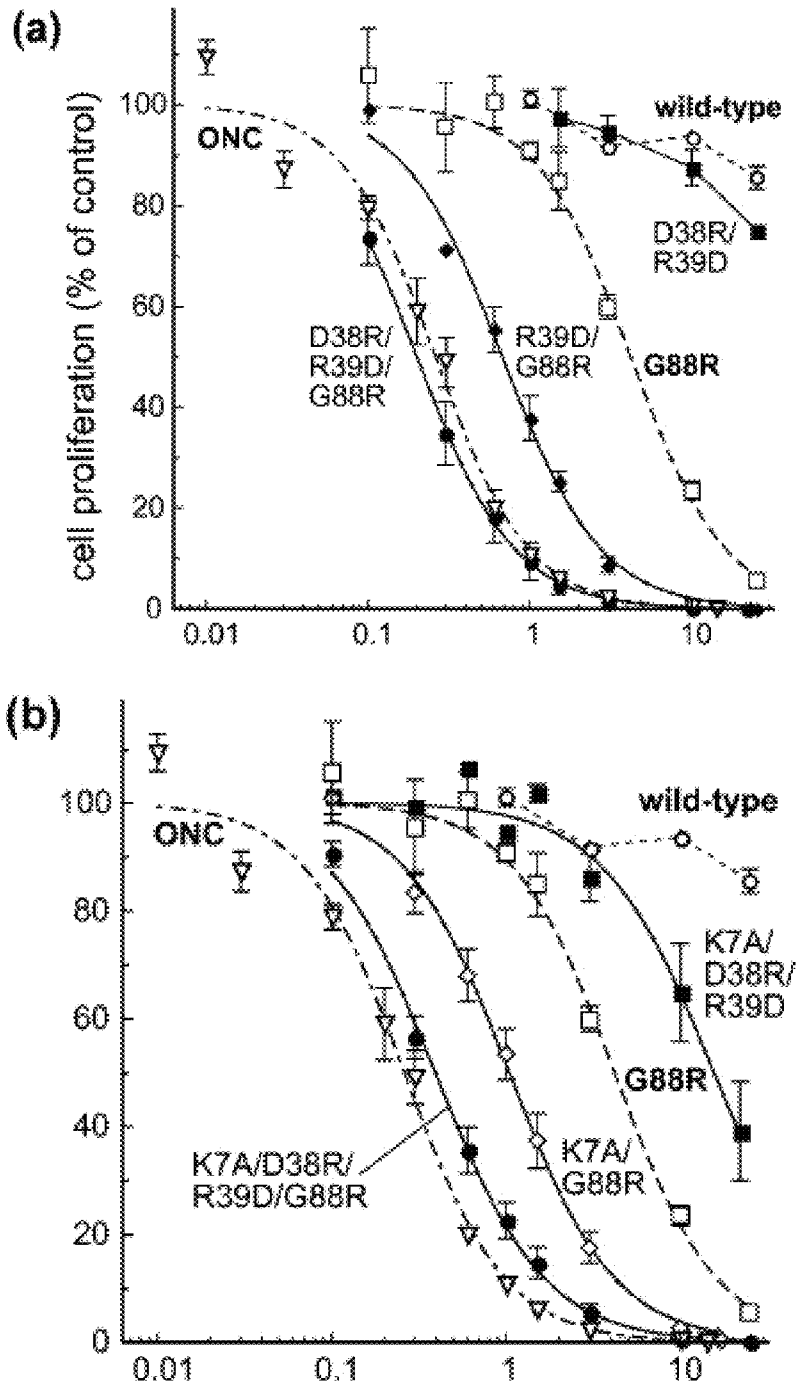 (a)
cell proliferation (% of control)
100
80
60
40
20
0
ONC
wild-type
D38R/
R39D
D38R/
R39D/
G88R
R39D/
G88R
G88R
0.01
0.1
1
10
(b)
100
80
60
40
20
0
ONC
wild-type
K7A/
D38R/
R39D
G88R
K7A/D38R/
R39D/G88R
K7A/
G88R
0.01
0.1
1
10